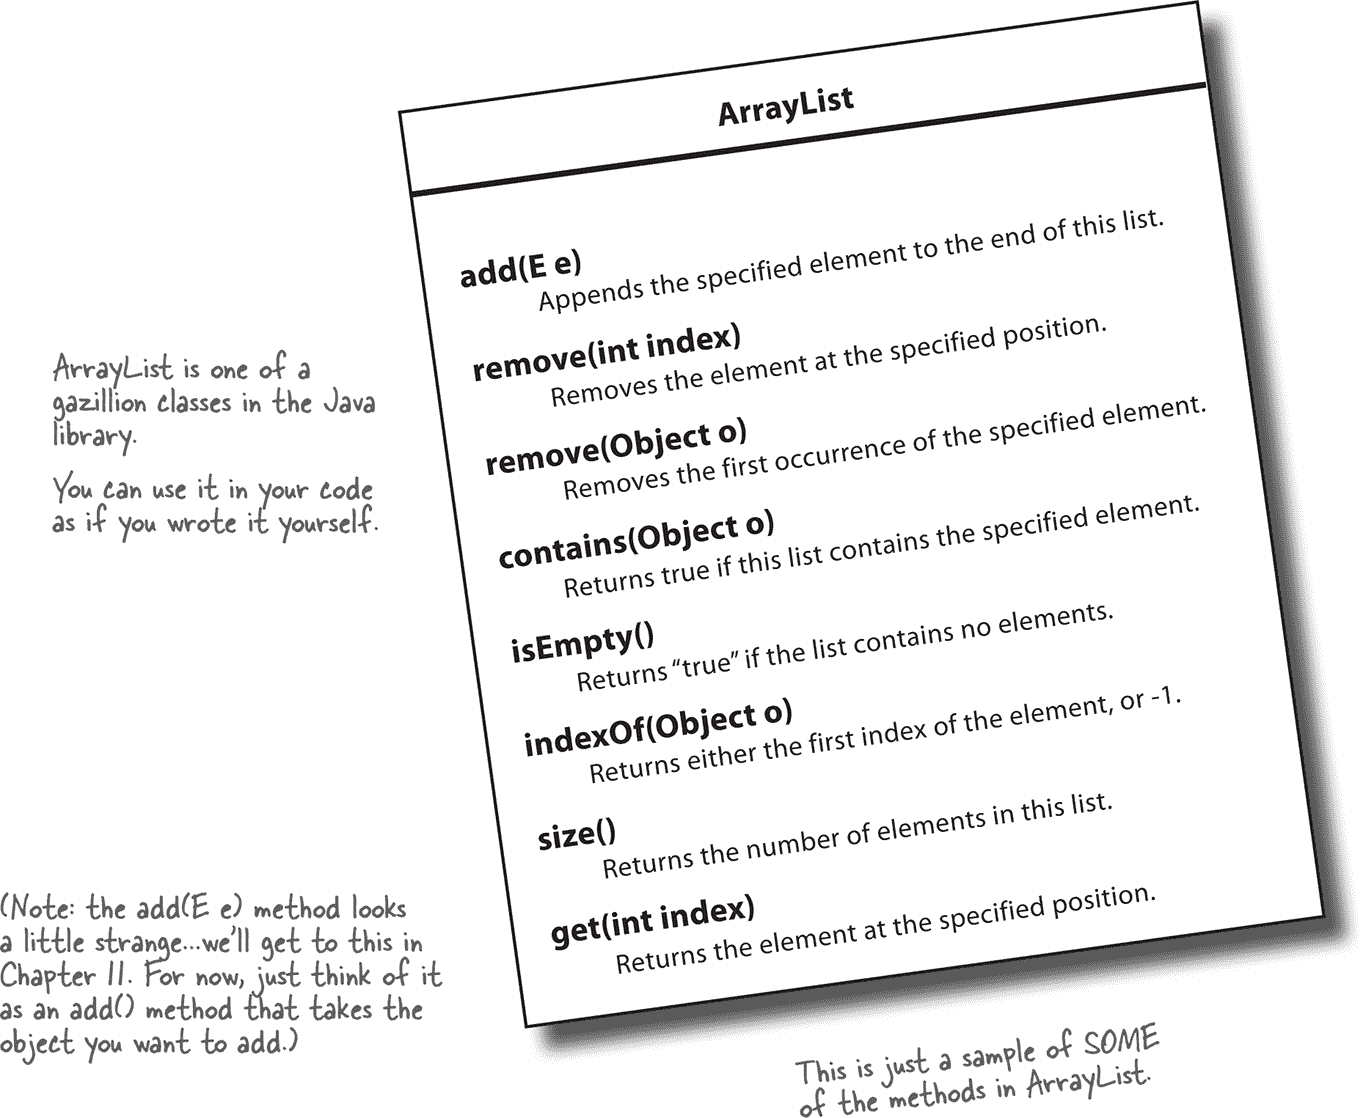 ArrayList
add(E e)
Appends the specified element to the end of this list.
remove(int index)
Removes the element at the specified position.
remove(Object o)
Removes the first occurrence of the specified element.
contains(Object o)
Returns true if this list contains the specified element.
isEmpty()
Returns “true” if the list contains no elements.
indexOf(Object o)
Returns either the first index of the element, or -1.
size()
Returns the number of elements in this list.
get(int index)
Returns the element at the specified position.
ArrayList is one of a
gazillion classes in the Java
library.
You can use it in your code
as if you wrote it yourself.
(Note: the add(E e) method looks
a little strange...we'll get to this in
Chapter 11. For now, just think of it
as an add() method that takes the
object you want to add.)
This is just a sample of SOME
of the methods in ArrayList.